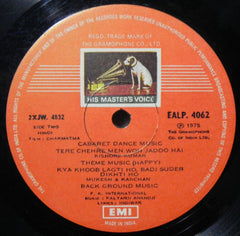 REGD. TRADE MARK OF
THE GRAMOPHONE CO., LTD.
HIS MASTER'S VOICE
2XJW. 4832
SIDE TWO
HINDI
FILM: DHARMATMA
EALP. 4062
℗ 1975
THE GRAMOPHONE
CO. OF INDIA LTD.
CABARET DANCE MUSIC
TERE CHEHRE MEN WOH JADOO HAI
KISHORE KUMAR
THEME MUSIC (HAPPY)
KYA KHOOB LAGTI HO, BADI SUDER
DIKHTI HO
MUKESH & KANCHAN
BACK GROUND MUSIC
F. K. INTERNATIONAL
MUSIC: KALYANJI ANANDJI
LYRICS: INDIWAR
EMI
MADE IN INDIA